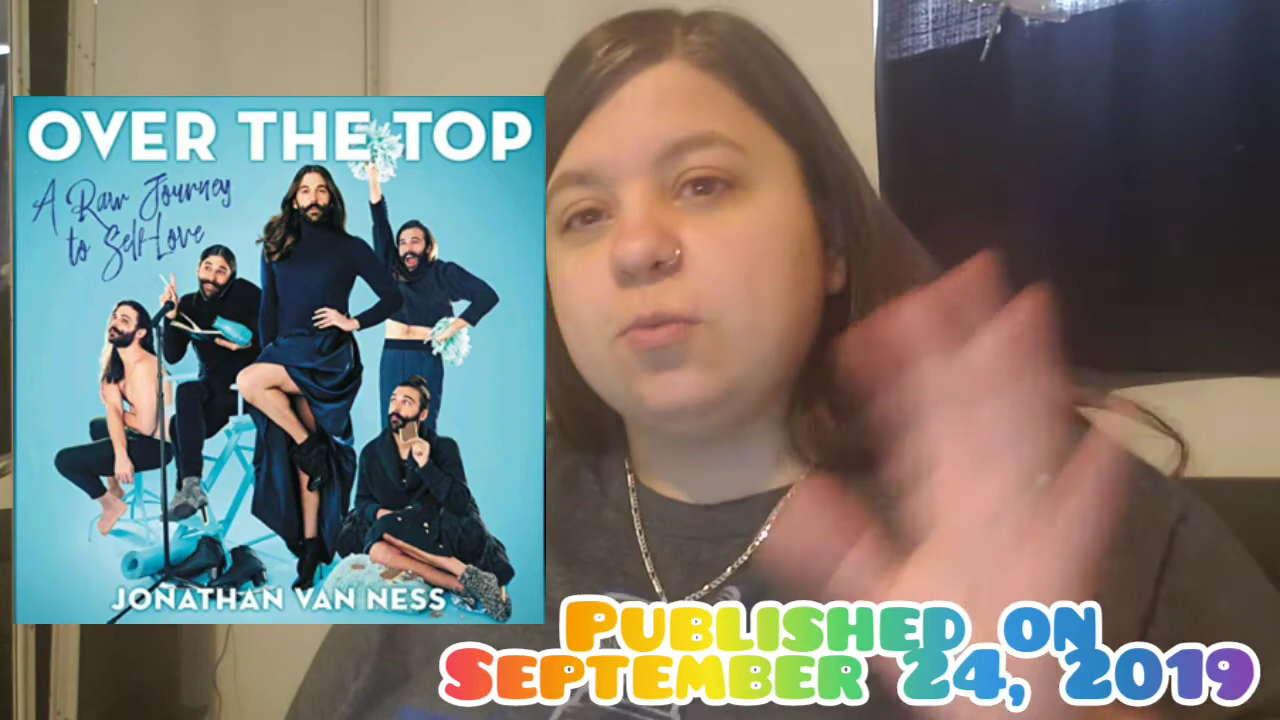 OVER THE TOP
A Raw Journey
to Self-Love
JONATHAN VAN NESS
PUBLISHED ON
SEPTEMBER 24, 2019